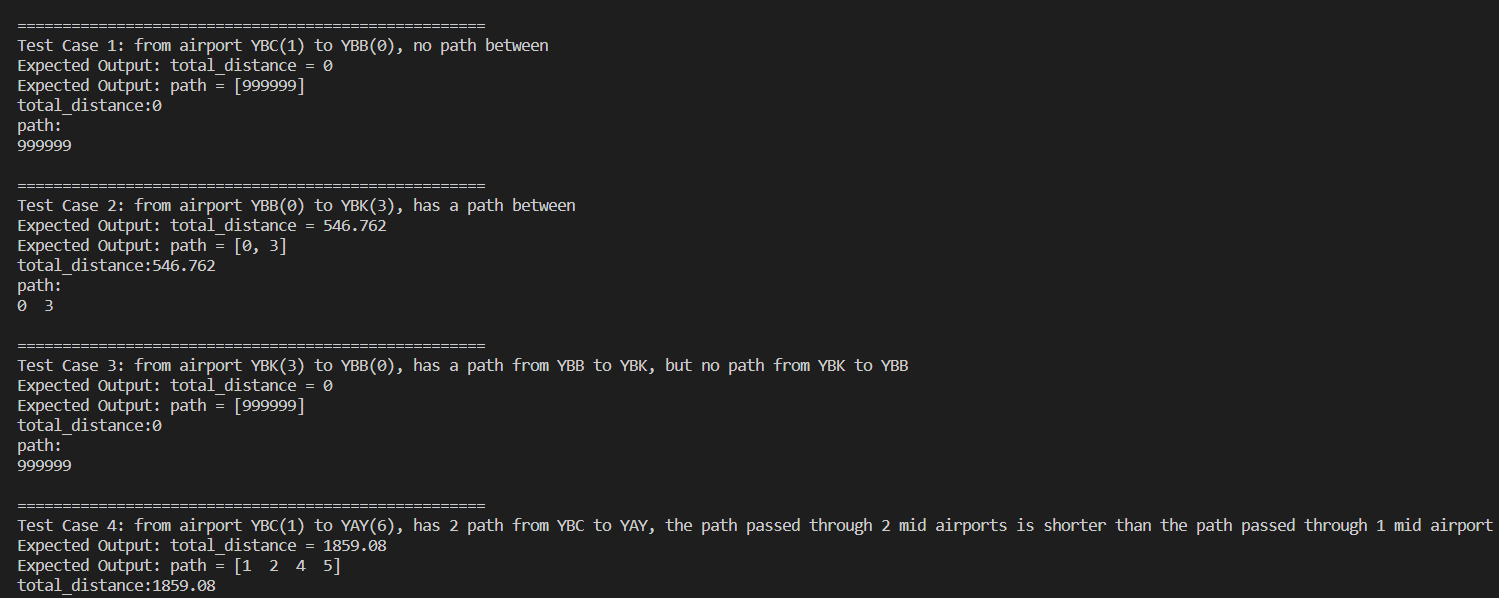 ====================================================
Test Case 1: from airport YBC(1) to YBB(0), no path between
Expected Output: total_distance = 0
Expected Output: path = [999999]
total_distance:0
path:
999999
====================================================
Test Case 2: from airport YBB(0) to YBK(3), has a path between
Expected Output: total_distance = 546.762
Expected Output: path = [0, 3]
total_distance:546.762
path:
0  3
====================================================
Test Case 3: from airport YBK(3) to YBB(0), has a path from YBB to YBK, but no path from YBK to YBB
Expected Output: total_distance = 0
Expected Output: path = [999999]
total_distance:0
path:
999999
====================================================
Test Case 4: from airport YBC(1) to YAY(6), has 2 path from YBC to YAY, the path passed through 2 mid airports is shorter than the path passed through 1 mid airport
Expected Output: total_distance = 1859.08
Expected Output: path = [1  2  4  5]
total_distance:1859.08